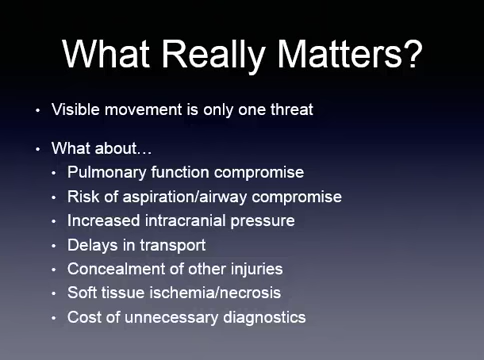 What Really Matters?
• Visible movement is only one threat
• What about…
• Pulmonary function compromise
• Risk of aspiration/airway compromise
• Increased intracranial pressure
• Delays in transport
• Concealment of other injuries
• Soft tissue ischemia/necrosis
• Cost of unnecessary diagnostics